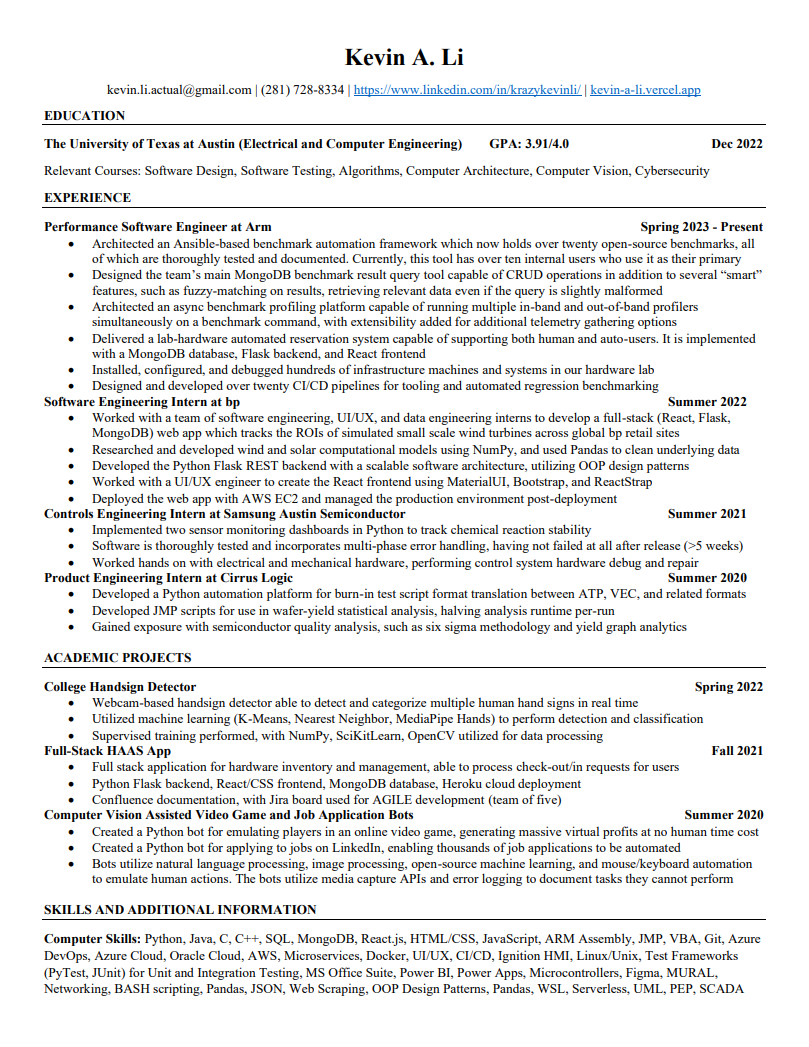 Kevin A. Li
kevin.li.actual@gmail.com | (281) 728-8334 | https://www.linkedin.com/in/krazykevinli/ | kevin-a-li.vercel.app
EDUCATION
The University of Texas at Austin (Electrical and Computer Engineering) GPA: 3.91/4.0 Dec 2022
Relevant Courses: Software Design, Software Testing, Algorithms, Computer Architecture, Computer Vision, Cybersecurity
EXPERIENCE
Performance Software Engineer at Arm Spring 2023 - Present
• Architected an Ansible-based benchmark automation framework which now holds over twenty open-source benchmarks, all
of which are thoroughly tested and documented. Currently, this tool has over ten internal users who use it as their primary
• Designed the team’s main MongoDB benchmark result query tool capable of CRUD operations in addition to several “smart”
features, such as fuzzy-matching on results, retrieving relevant data even if the query is slightly malformed
• Architected an async benchmark profiling platform capable of running multiple in-band and out-of-band profilers
simultaneously on a benchmark command, with extensibility added for additional telemetry gathering options
• Delivered a lab-hardware automated reservation system capable of supporting both human and auto-users. It is implemented
with a MongoDB database, Flask backend, and React frontend
• Installed, configured, and debugged hundreds of infrastructure machines and systems in our hardware lab
• Designed and developed over twenty CI/CD pipelines for tooling and automated regression benchmarking
Software Engineering Intern at bp Summer 2022
• Worked with a team of software engineering, UI/UX, and data engineering interns to develop a full-stack (React, Flask,
MongoDB) web app which tracks the ROIs of simulated small scale wind turbines across global bp retail sites
• Researched and developed wind and solar computational models using NumPy, and used Pandas to clean underlying data
• Developed the Python Flask REST backend with a scalable software architecture, utilizing OOP design patterns
• Worked with a UI/UX engineer to create the React frontend using MaterialUI, Bootstrap, and ReactStrap
• Deployed the web app with AWS EC2 and managed the production environment post-deployment
Controls Engineering Intern at Samsung Austin Semiconductor Summer 2021
• Implemented two sensor monitoring dashboards in Python to track chemical reaction stability
• Software is thoroughly tested and incorporates multi-phase error handling, having not failed at all after release (>5 weeks)
• Worked hands on with electrical and mechanical hardware, performing control system hardware debug and repair
Product Engineering Intern at Cirrus Logic Summer 2020
• Developed a Python automation platform for burn-in test script format translation between ATP, VEC, and related formats
• Developed JMP scripts for use in wafer-yield statistical analysis, halving analysis runtime per-run
• Gained exposure with semiconductor quality analysis, such as six sigma methodology and yield graph analytics
ACADEMIC PROJECTS
College Handsign Detector Spring 2022
• Webcam-based handsign detector able to detect and categorize multiple human hand signs in real time
• Utilized machine learning (K-Means, Nearest Neighbor, MediaPipe Hands) to perform detection and classification
• Supervised training performed, with NumPy, SciKitLearn, OpenCV utilized for data processing
Full-Stack HAAS App Fall 2021
• Full stack application for hardware inventory and management, able to process check-out/in requests for users
• Python Flask backend, React/CSS frontend, MongoDB database, Heroku cloud deployment
• Confluence documentation, with Jira board used for AGILE development (team of five)
Computer Vision Assisted Video Game and Job Application Bots Summer 2020
• Created a Python bot for emulating players in an online video game, generating massive virtual profits at no human time cost
• Created a Python bot for applying to jobs on LinkedIn, enabling thousands of job applications to be automated
• Bots utilize natural language processing, image processing, open-source machine learning, and mouse/keyboard automation
to emulate human actions. The bots utilize media capture APIs and error logging to document tasks they cannot perform
SKILLS AND ADDITIONAL INFORMATION
Computer Skills: Python, Java, C, C++, SQL, MongoDB, React.js, HTML/CSS, JavaScript, ARM Assembly, JMP, VBA, Git, Azure
DevOps, Azure Cloud, Oracle Cloud, AWS, Microservices, Docker, UI/UX, CI/CD, Ignition HMI, Linux/Unix, Test Frameworks
(PyTest, JUnit) for Unit and Integration Testing, MS Office Suite, Power BI, Power Apps, Microcontrollers, Figma, MURAL,
Networking, BASH scripting, Pandas, JSON, Web Scraping, OOP Design Patterns, Pandas, WSL, Serverless, UML, PEP, SCADA